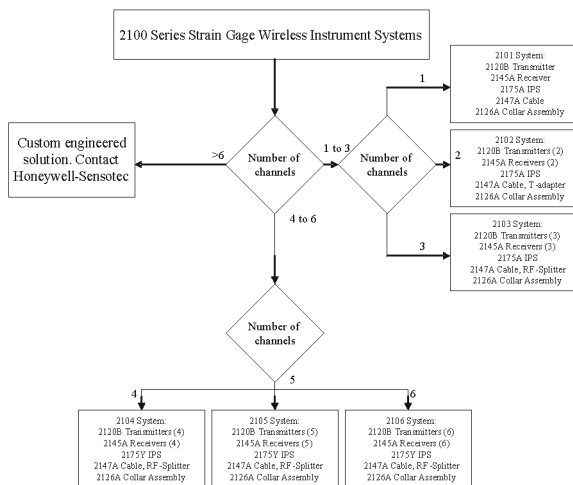 2100 Series Strain Gage Wireless Instrument Systems
1
2101 System:
2120B Transmitter
2145A Receiver
2175A IPS
2147A Cable
2126A Collar Assembly
Custom engineered
solution. Contact
Honeywell-Sensotec
>6
Number of
channels
1 to 3
Number of
channels
2
2102 System:
2120B Transmitters (2)
2145A Receivers (2)
2175A IPS
2147A Cable, T-adapter
2126A Collar Assembly
4 to 6
3
2103 System:
2120B Transmitters (3)
2145A Receivers (3)
2175A IPS
2147A Cable, RF-Splitter
2126A Collar Assembly
Number of
channels
4
5
6
2104 System:
2120B Transmitters (4)
2145A Receivers (4)
2175Y IPS
2147A Cable, RF-Splitter
2126A Collar Assembly
2105 System:
2120B Transmitters (5)
2145A Receivers (5)
2175Y IPS
2147A Cable, RF-Splitter
2126A Collar Assembly
2106 System:
2120B Transmitters (6)
2145A Receivers (6)
2175Y IPS
2147A Cable, RF-Splitter
2126A Collar Assembly